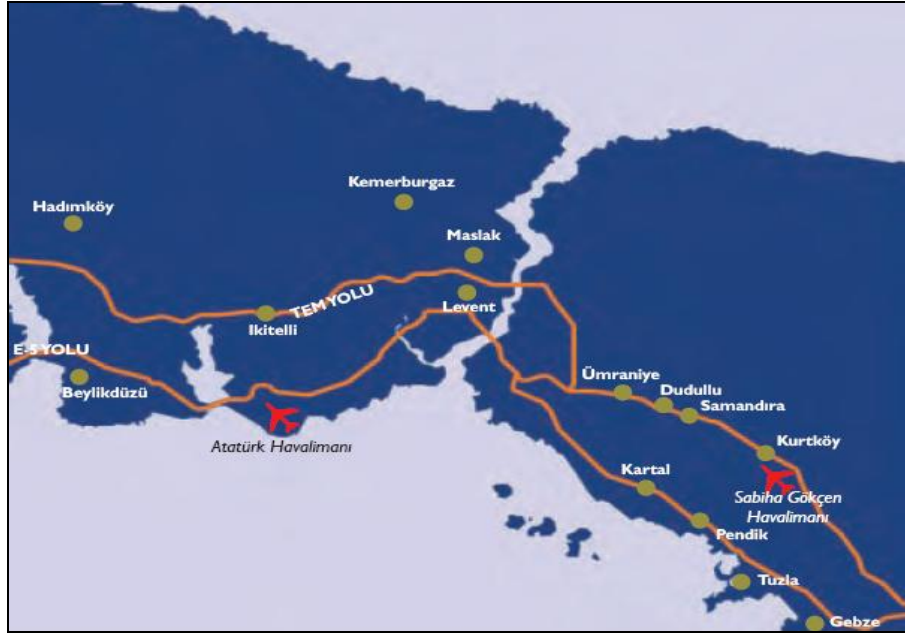 Kemerburgaz
Hadımköy
Maslak
TEM YOLU
Levent
Ikitelli
E-5 YOLU
Beylikdüzü
Ümraniye
Dudullu
Samandıra
Atatürk Havalimanı
Kurtköy
Kartal
Sabiha Gökçen
Havalimanı
Pendik
Tuzla
Gebze